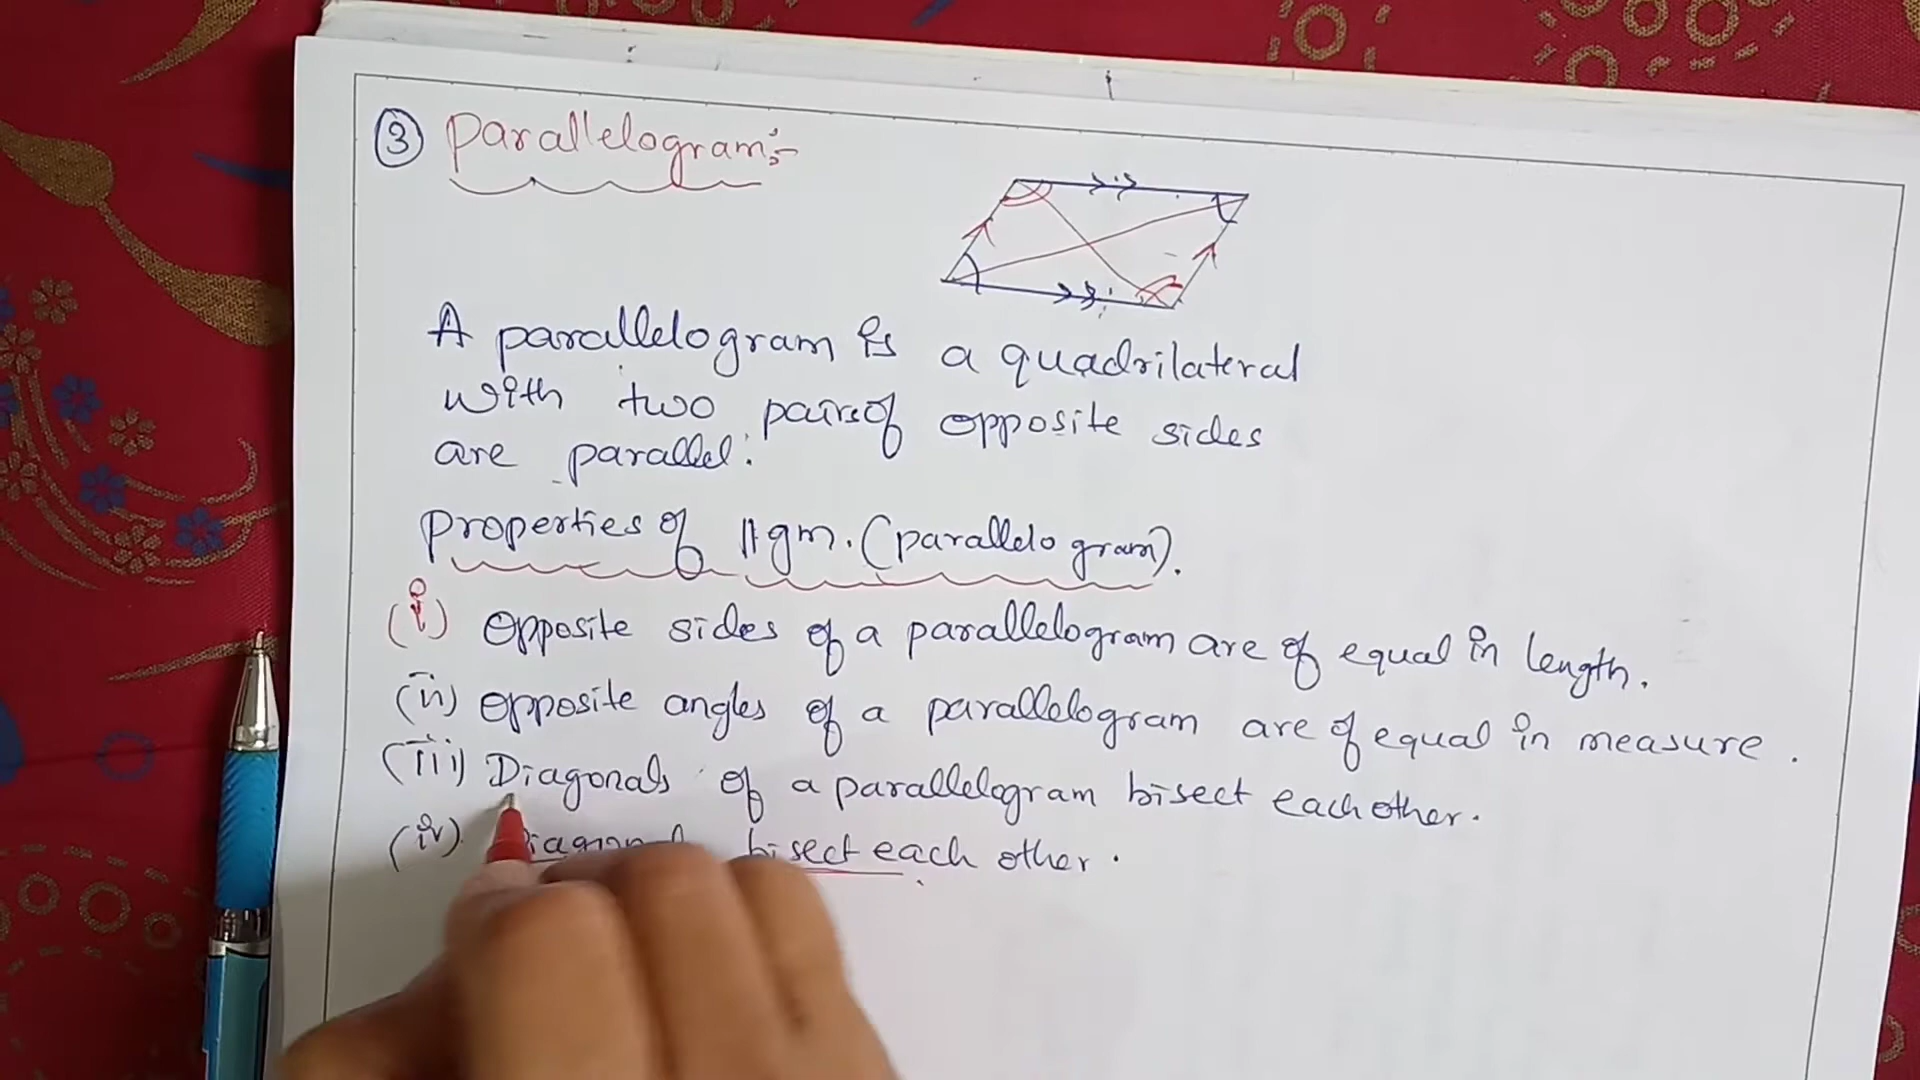 ③ Parallelogram:-
A parallelogram is a quadrilateral
with two pairs of opposite sides
are parallel.
Properties of ||gm. (parallelogram).
(i) Opposite sides of a parallelogram are of equal in length.
(ii) Opposite angles of a parallelogram are of equal in measure.
(iii) Diagonals of a parallelogram bisect each other.
(iv). bisect each other.